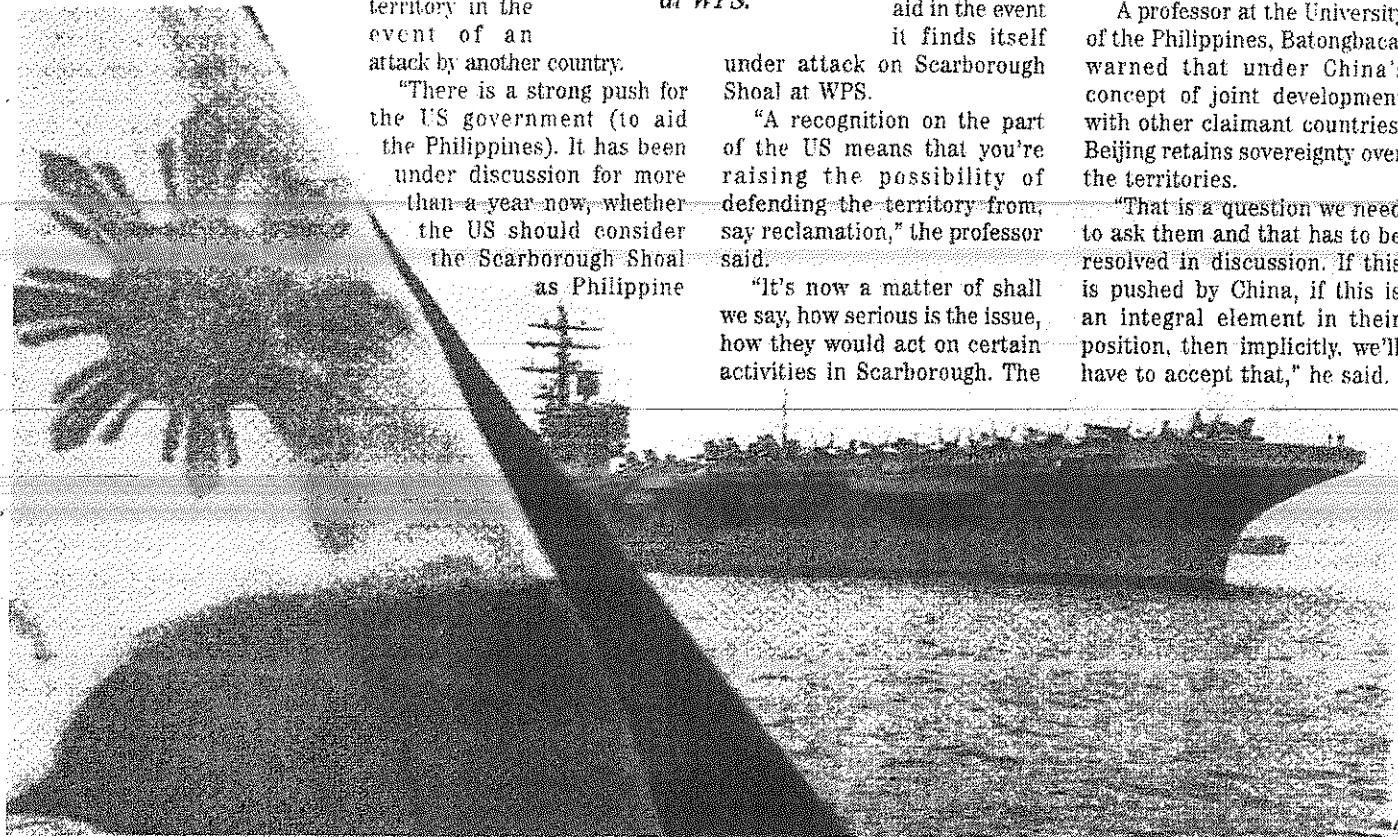 territory in the
event of an
attack by another country.
"There is a strong push for
the US government (to aid
the Philippines). It has been
under discussion for more
than a year now, whether
the US should consider
the Scarborough Shoal
as Philippine
at WPS.
aid in the event
it finds itself
under attack on Scarborough
Shoal at WPS.
"A recognition on the part
of the US means that you're
raising the possibility of
defending the territory from,
say reclamation," the professor
said.
"It's now a matter of shall
we say, how serious is the issue,
how they would act on certain
activities in Scarborough. The
A professor at the University
of the Philippines, Batongbaca
warned that under China's
concept of joint developmen
with other claimant countries
Beijing retains sovereignty over
the territories.
"That is a question we need
to ask them and that has to be
resolved in discussion. If this
is pushed by China, if this is
an integral element in their
position, then implicitly, we'll
have to accept that," he said.